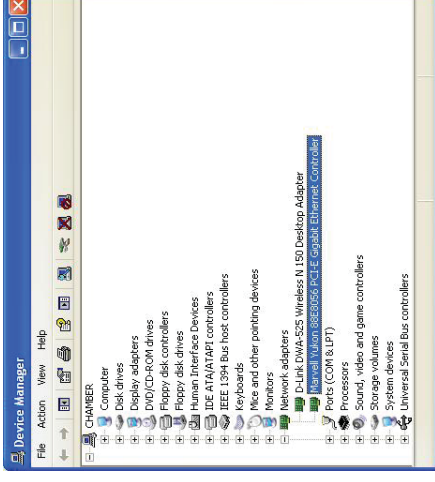 Device Manager
File Action View Help
CHAMBER
Computer
Disk drives
Display adapters
DVD/CD-ROM drives
Floppy disk controllers
Floppy disk drives
Human Interface Devices
IDE ATA/ATAPI controllers
IEEE 1394 Bus host controllers
Keyboards
Mice and other pointing devices
Monitors
Network adapters
D-Link DWA-525 Wireless N 150 Desktop Adapter
Marvell Yukon 88E8056 PCI-E Gigabit Ethernet Controller
Ports (COM & LPT)
Processors
Sound, video and game controllers
Storage volumes
System devices
Universal Serial Bus controllers